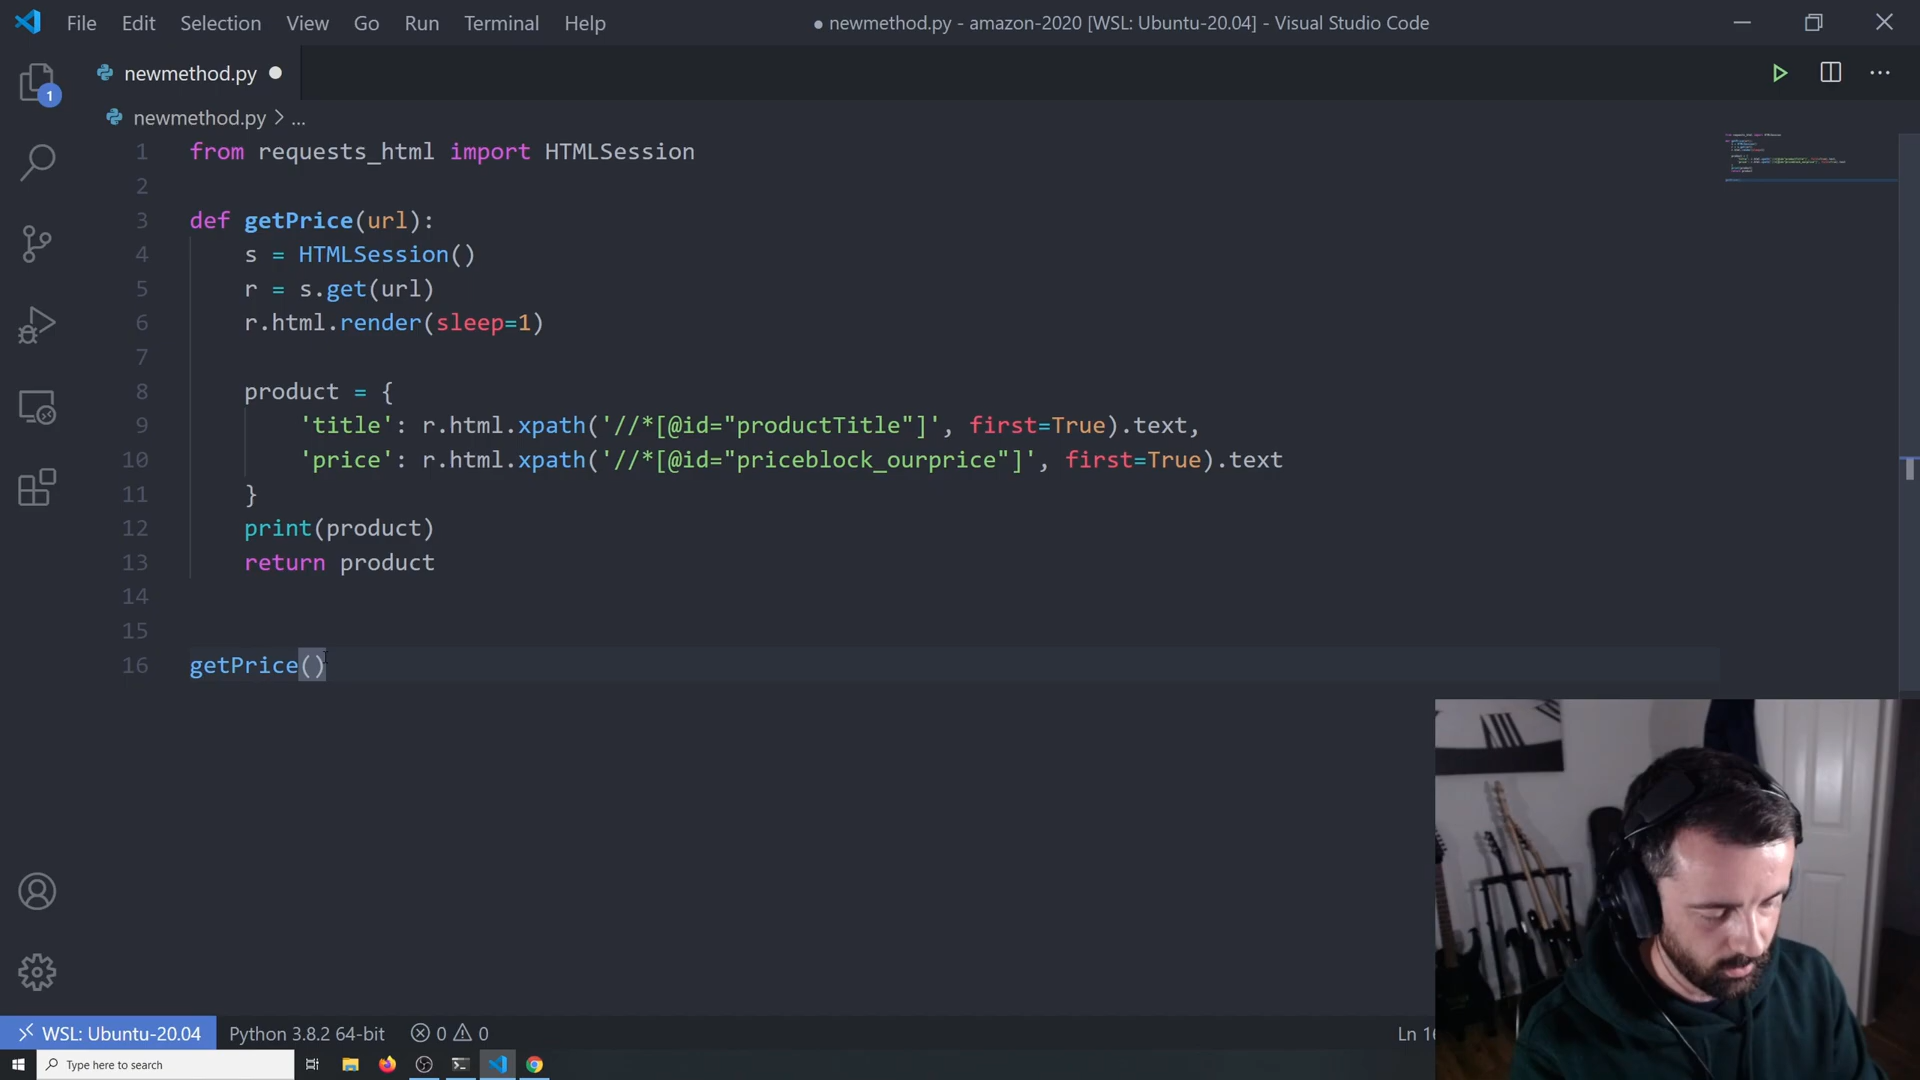 File Edit Selection View Go Run Terminal Help
● newmethod.py - amazon-2020 [WSL: Ubuntu-20.04] - Visual Studio Code
newmethod.py
1
newmethod.py > ...
1 from requests_html import HTMLSession
2
3 def getPrice(url):
4 s = HTMLSession()
5 r = s.get(url)
6 r.html.render(sleep=1)
7
8 product = {
9 'title': r.html.xpath('//*[@id="productTitle"]', first=True).text,
10 'price': r.html.xpath('//*[@id="priceblock_ourprice"]', first=True).text
11 }
12 print(product)
13 return product
14
15
16 getPrice()
WSL: Ubuntu-20.04 Python 3.8.2 64-bit 0 0 Ln 16
Type here to search